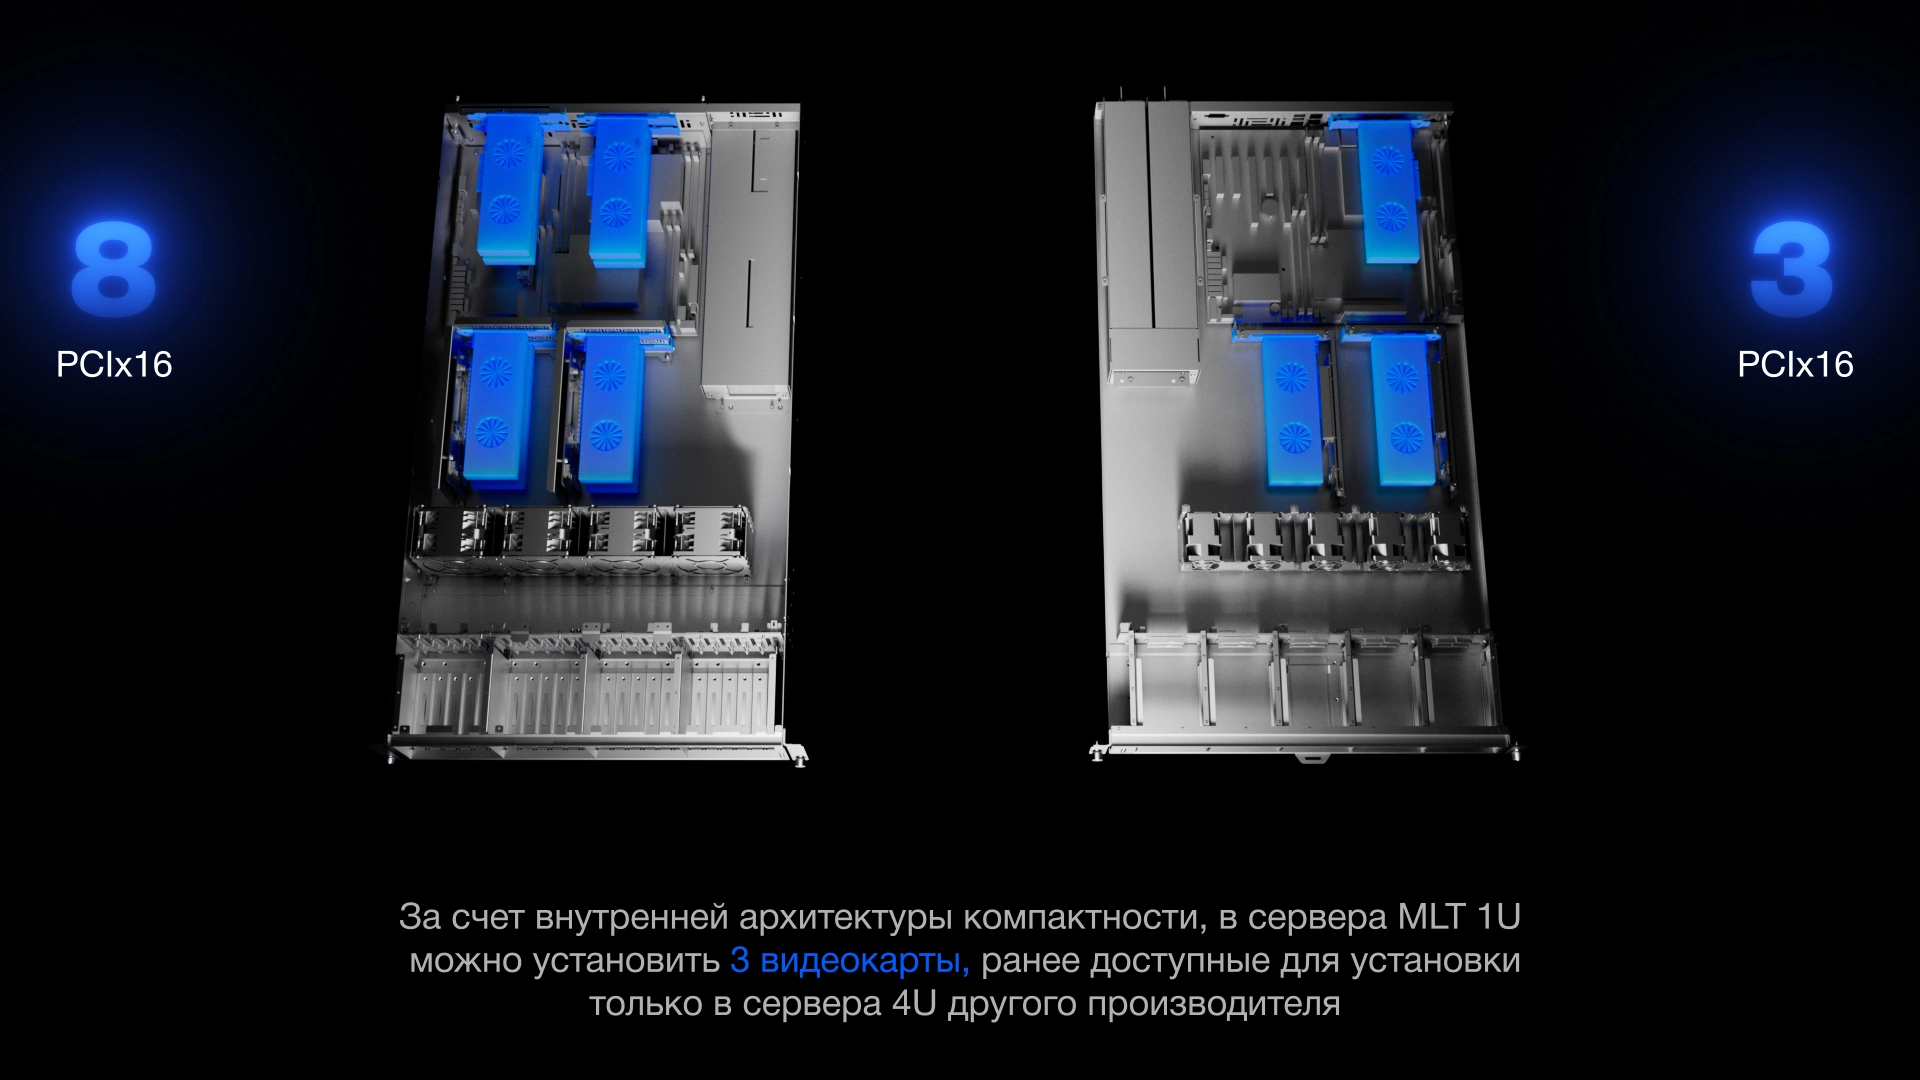 8
PCIx16
3
PCIx16
За счет внутренней архитектуры компактности, в сервера MLT 1U
можно установить 3 видеокарты, ранее доступные для установки
только в сервера 4U другого производителя